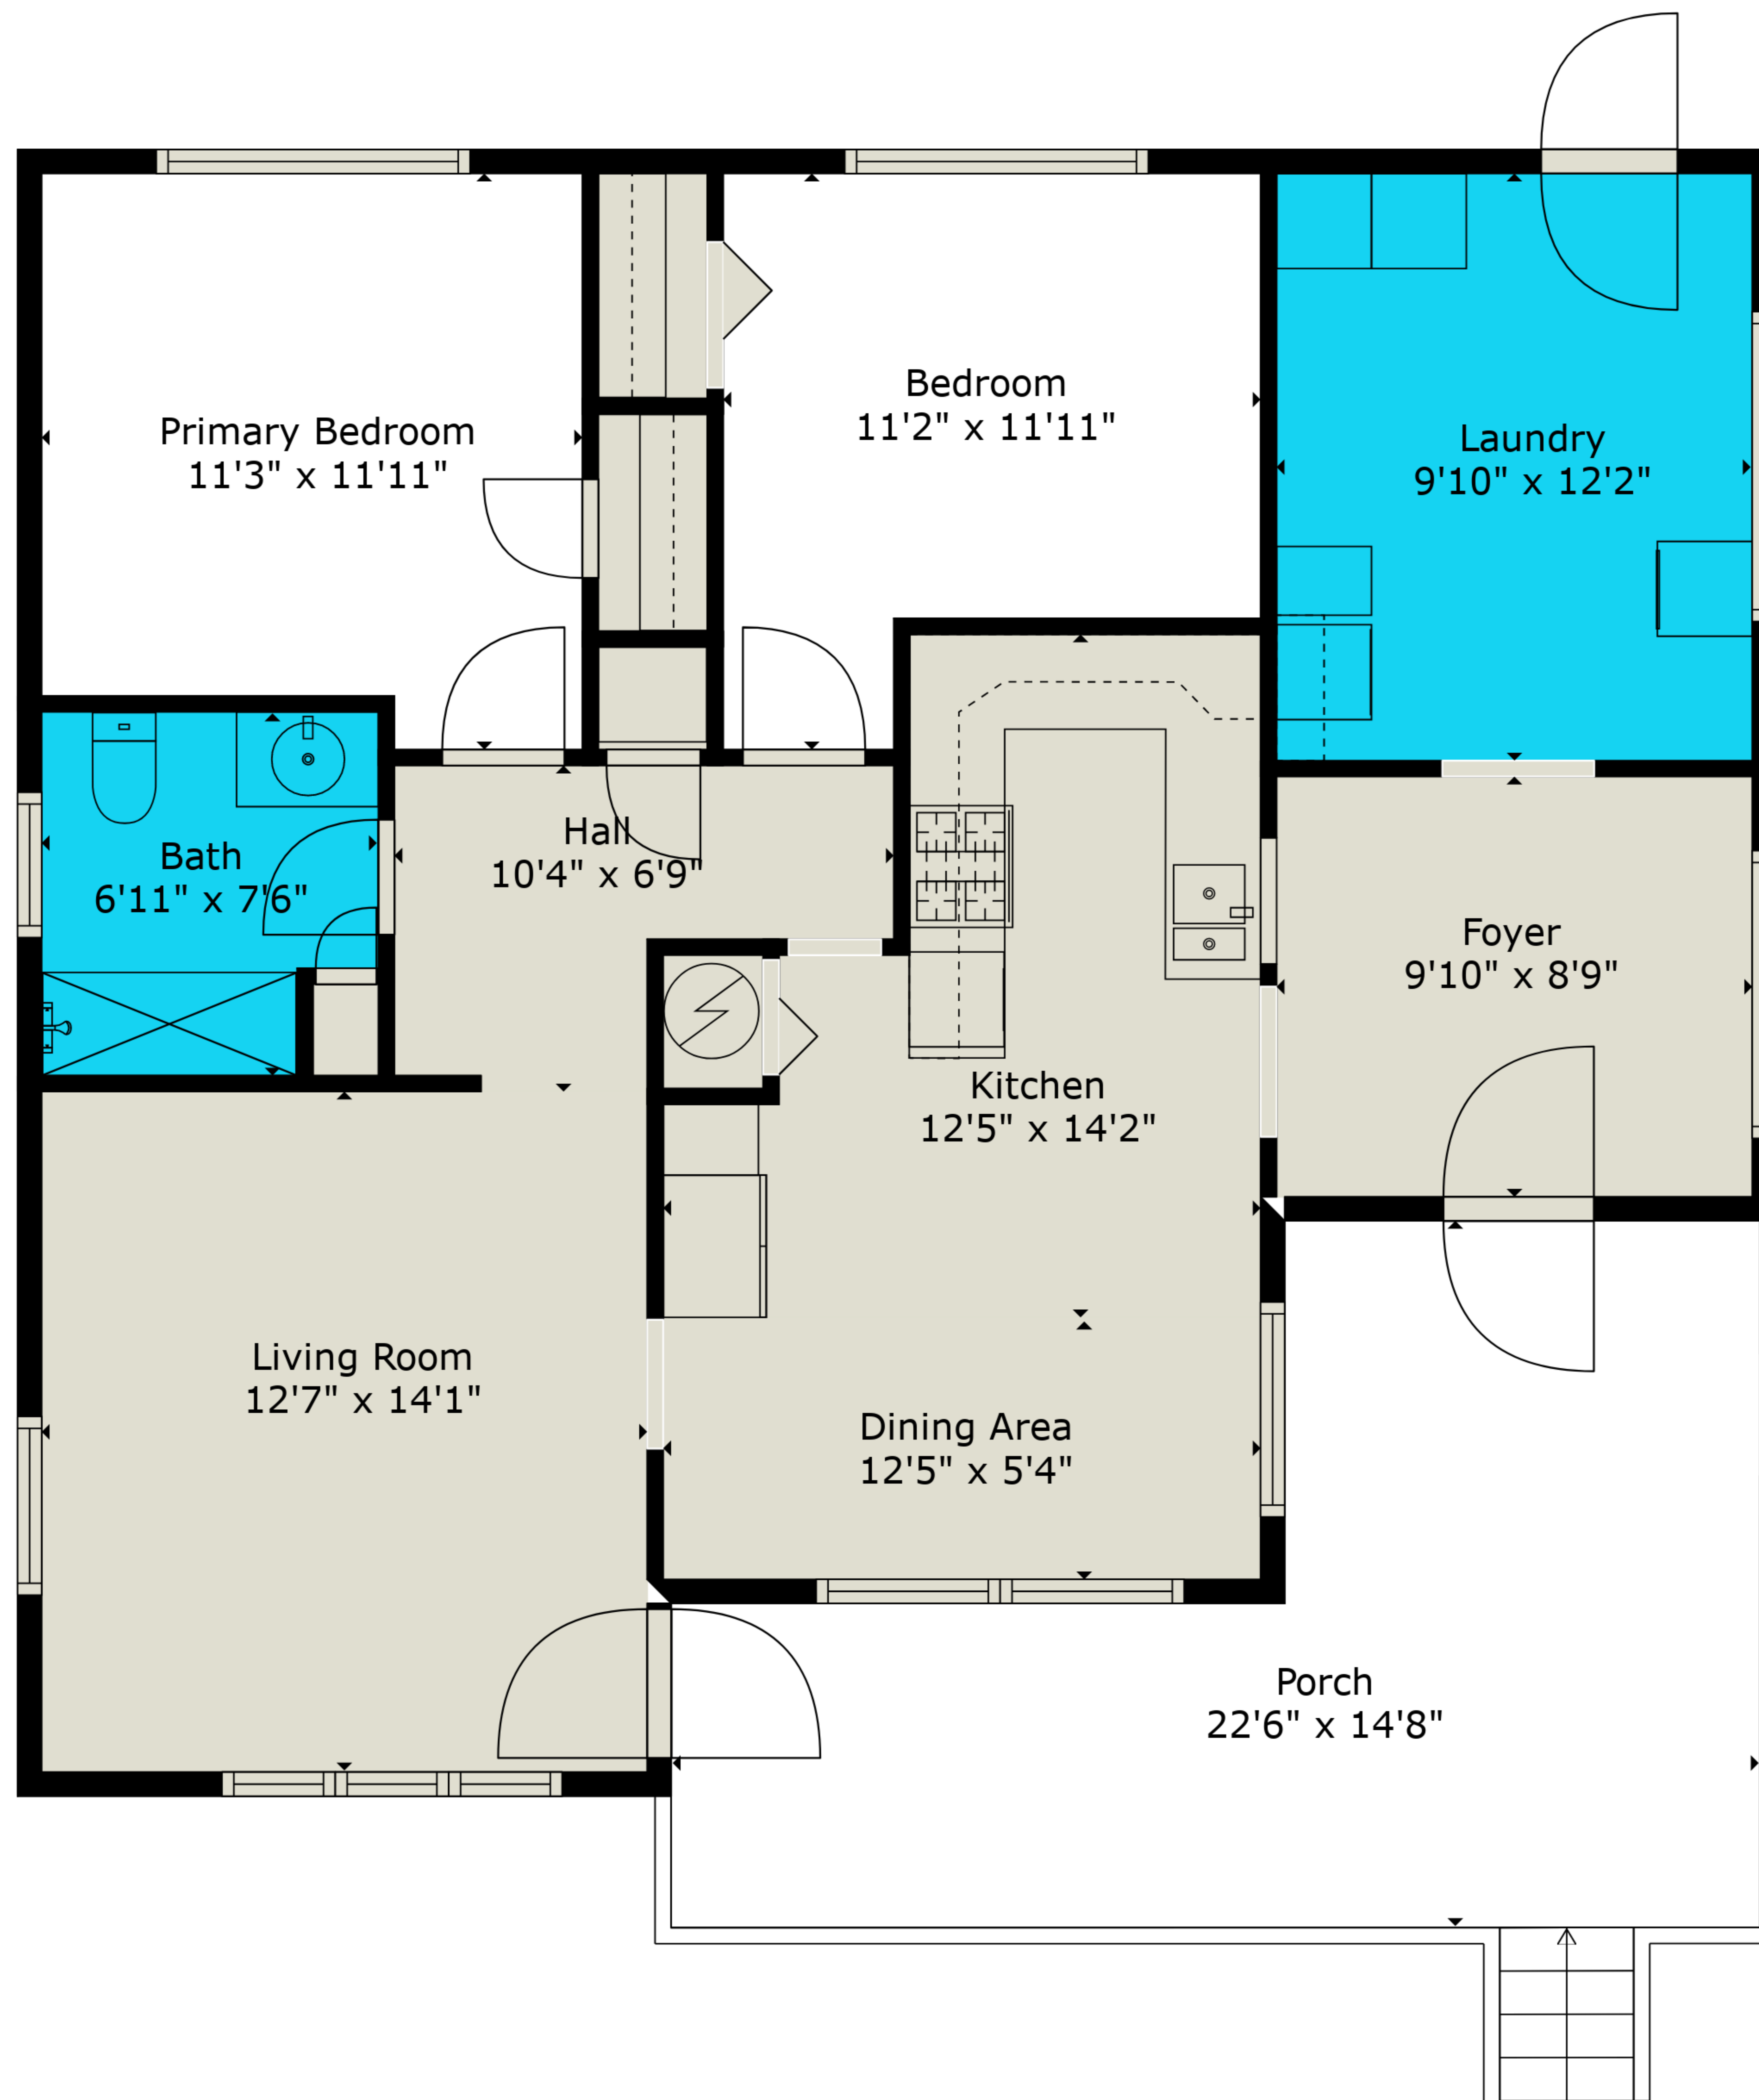 Primary Bedroom
11'3" x 11'11"
Bedroom
11'2" x 11'11"
Laundry
9'10" x 12'2"
Bath
6'11" x 7'6"
Hall
10'4" x 6'9"
Foyer
9'10" x 8'9"
Kitchen
12'5" x 14'2"
Living Room
12'7" x 14'1"
Dining Area
12'5" x 5'4"
Porch
22'6" x 14'8"